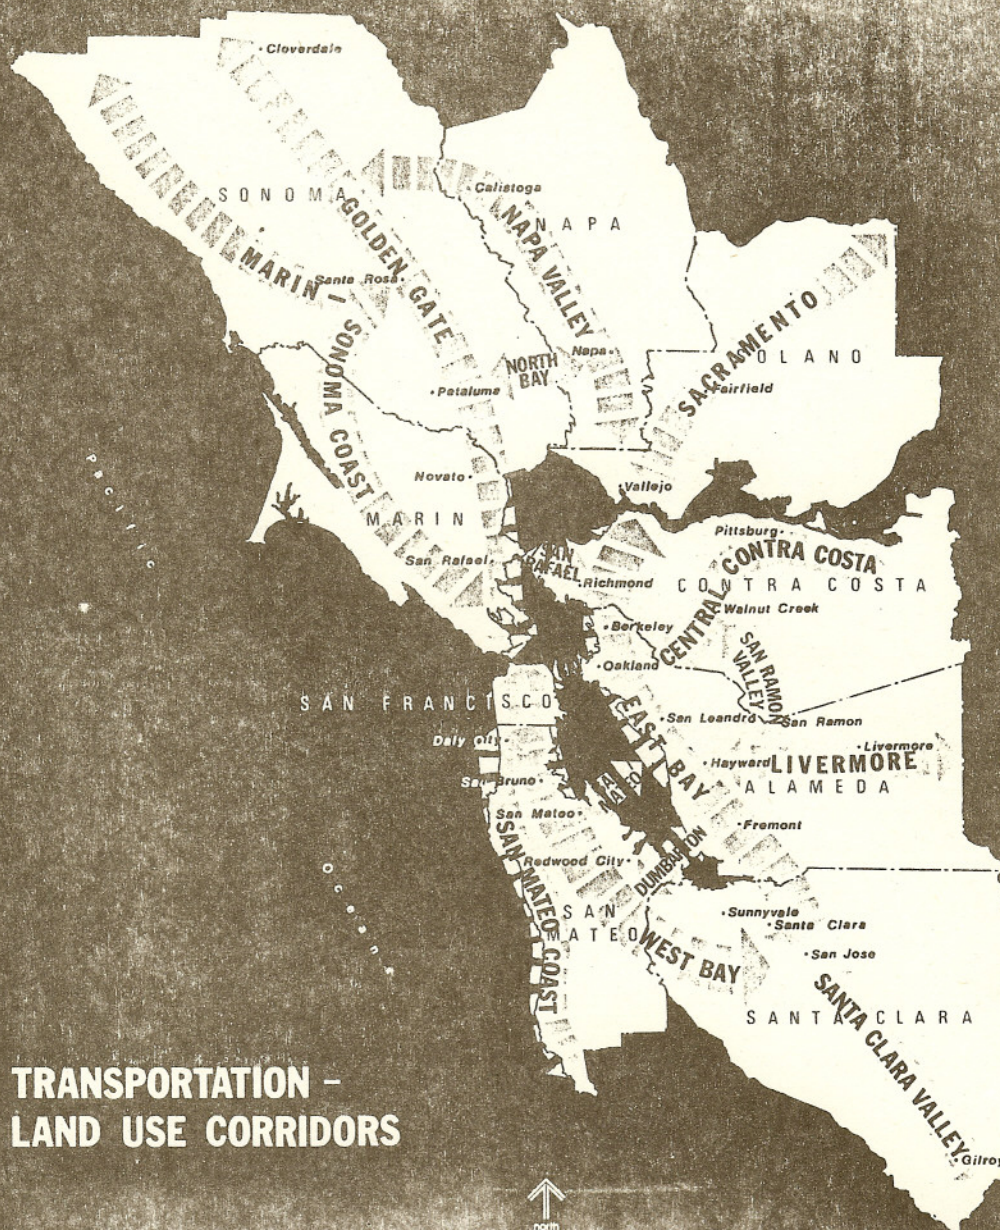 Cloverdale
SONOMA
Calistoga
NAPA
NAPA VALLEY
GOLDEN GATE
MARIN -
SONOMA COAST
Santa Rosa
SACRAMENTO
SOLANO
NORTH
BAY
Napa
Fairfield
Petaluma
Novato
Vallejo
MARIN
PACIFIC
Pittsburg
San Rafael
SAN
RAFAEL
Richmond
CENTRAL CONTRA COSTA
CONTRA COSTA
Walnut Creek
Berkeley
SAN RAMON
VALLEY
Oakland
SAN FRANCISCO
EAST BAY
San Leandro
San Ramon
Daly City
Livermore
Hayward
LIVERMORE
San Bruno
ALAMEDA
MATEO
San Mateo
SAN MATEO COAST
Fremont
Redwood City
DUMBARTON
OCEAN
SAN
MATEO
Sunnyvale
Santa Clara
WEST BAY
San Jose
SANTA CLARA VALLEY
SANTA CLARA
TRANSPORTATION –
LAND USE CORRIDORS
Gilroy
north